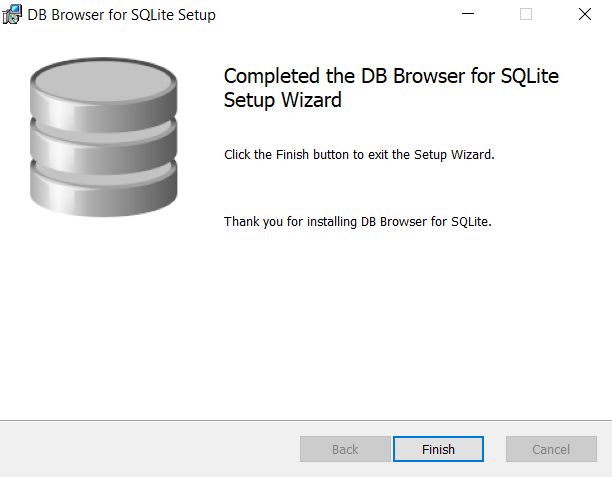 DB Browser for SQLite Setup
Completed the DB Browser for SQLite
Setup Wizard
Click the Finish button to exit the Setup Wizard.
Thank you for installing DB Browser for SQLite.
Back
Finish
Cancel